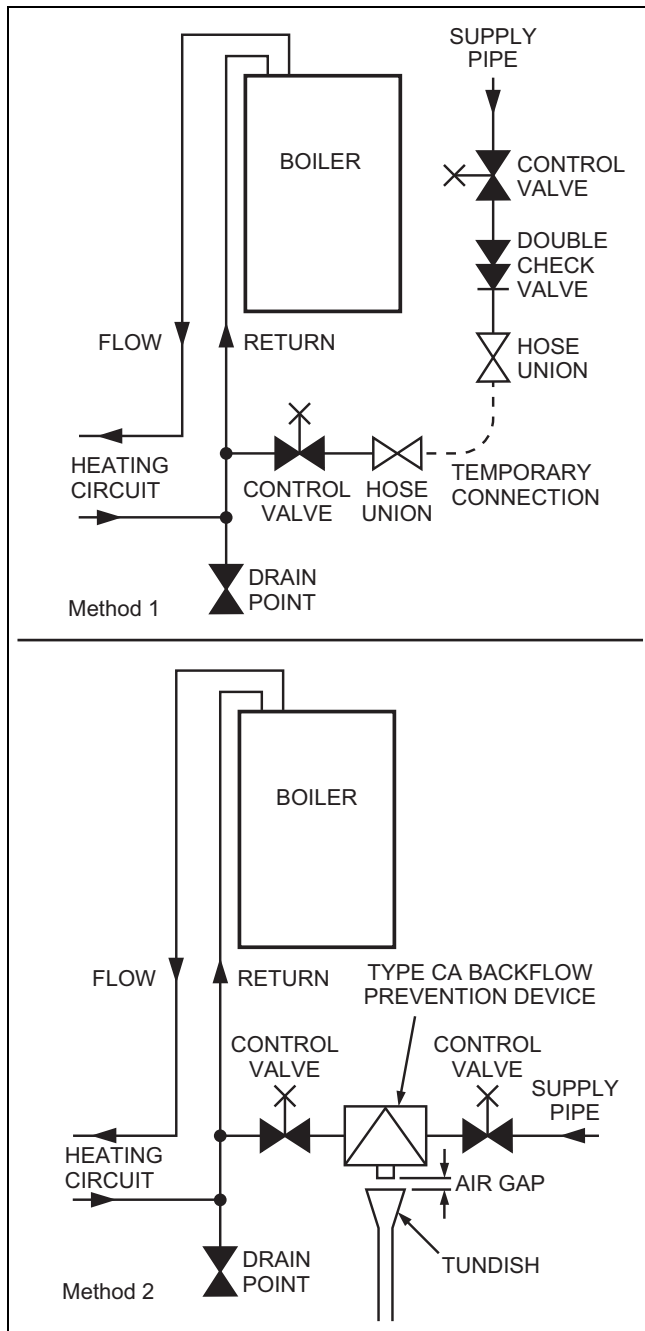 SUPPLY
PIPE
BOILER
CONTROL
VALVE
DOUBLE
CHECK
VALVE
FLOW
RETURN
HOSE
UNION
HEATING
CIRCUIT
CONTROL
VALVE
HOSE
UNION
TEMPORARY
CONNECTION
DRAIN
POINT
Method 1
BOILER
FLOW
RETURN
TYPE CA BACKFLOW
PREVENTION DEVICE
CONTROL
VALVE
CONTROL
VALVE
SUPPLY
PIPE
HEATING
CIRCUIT
AIR GAP
DRAIN
POINT
TUNDISH
Method 2